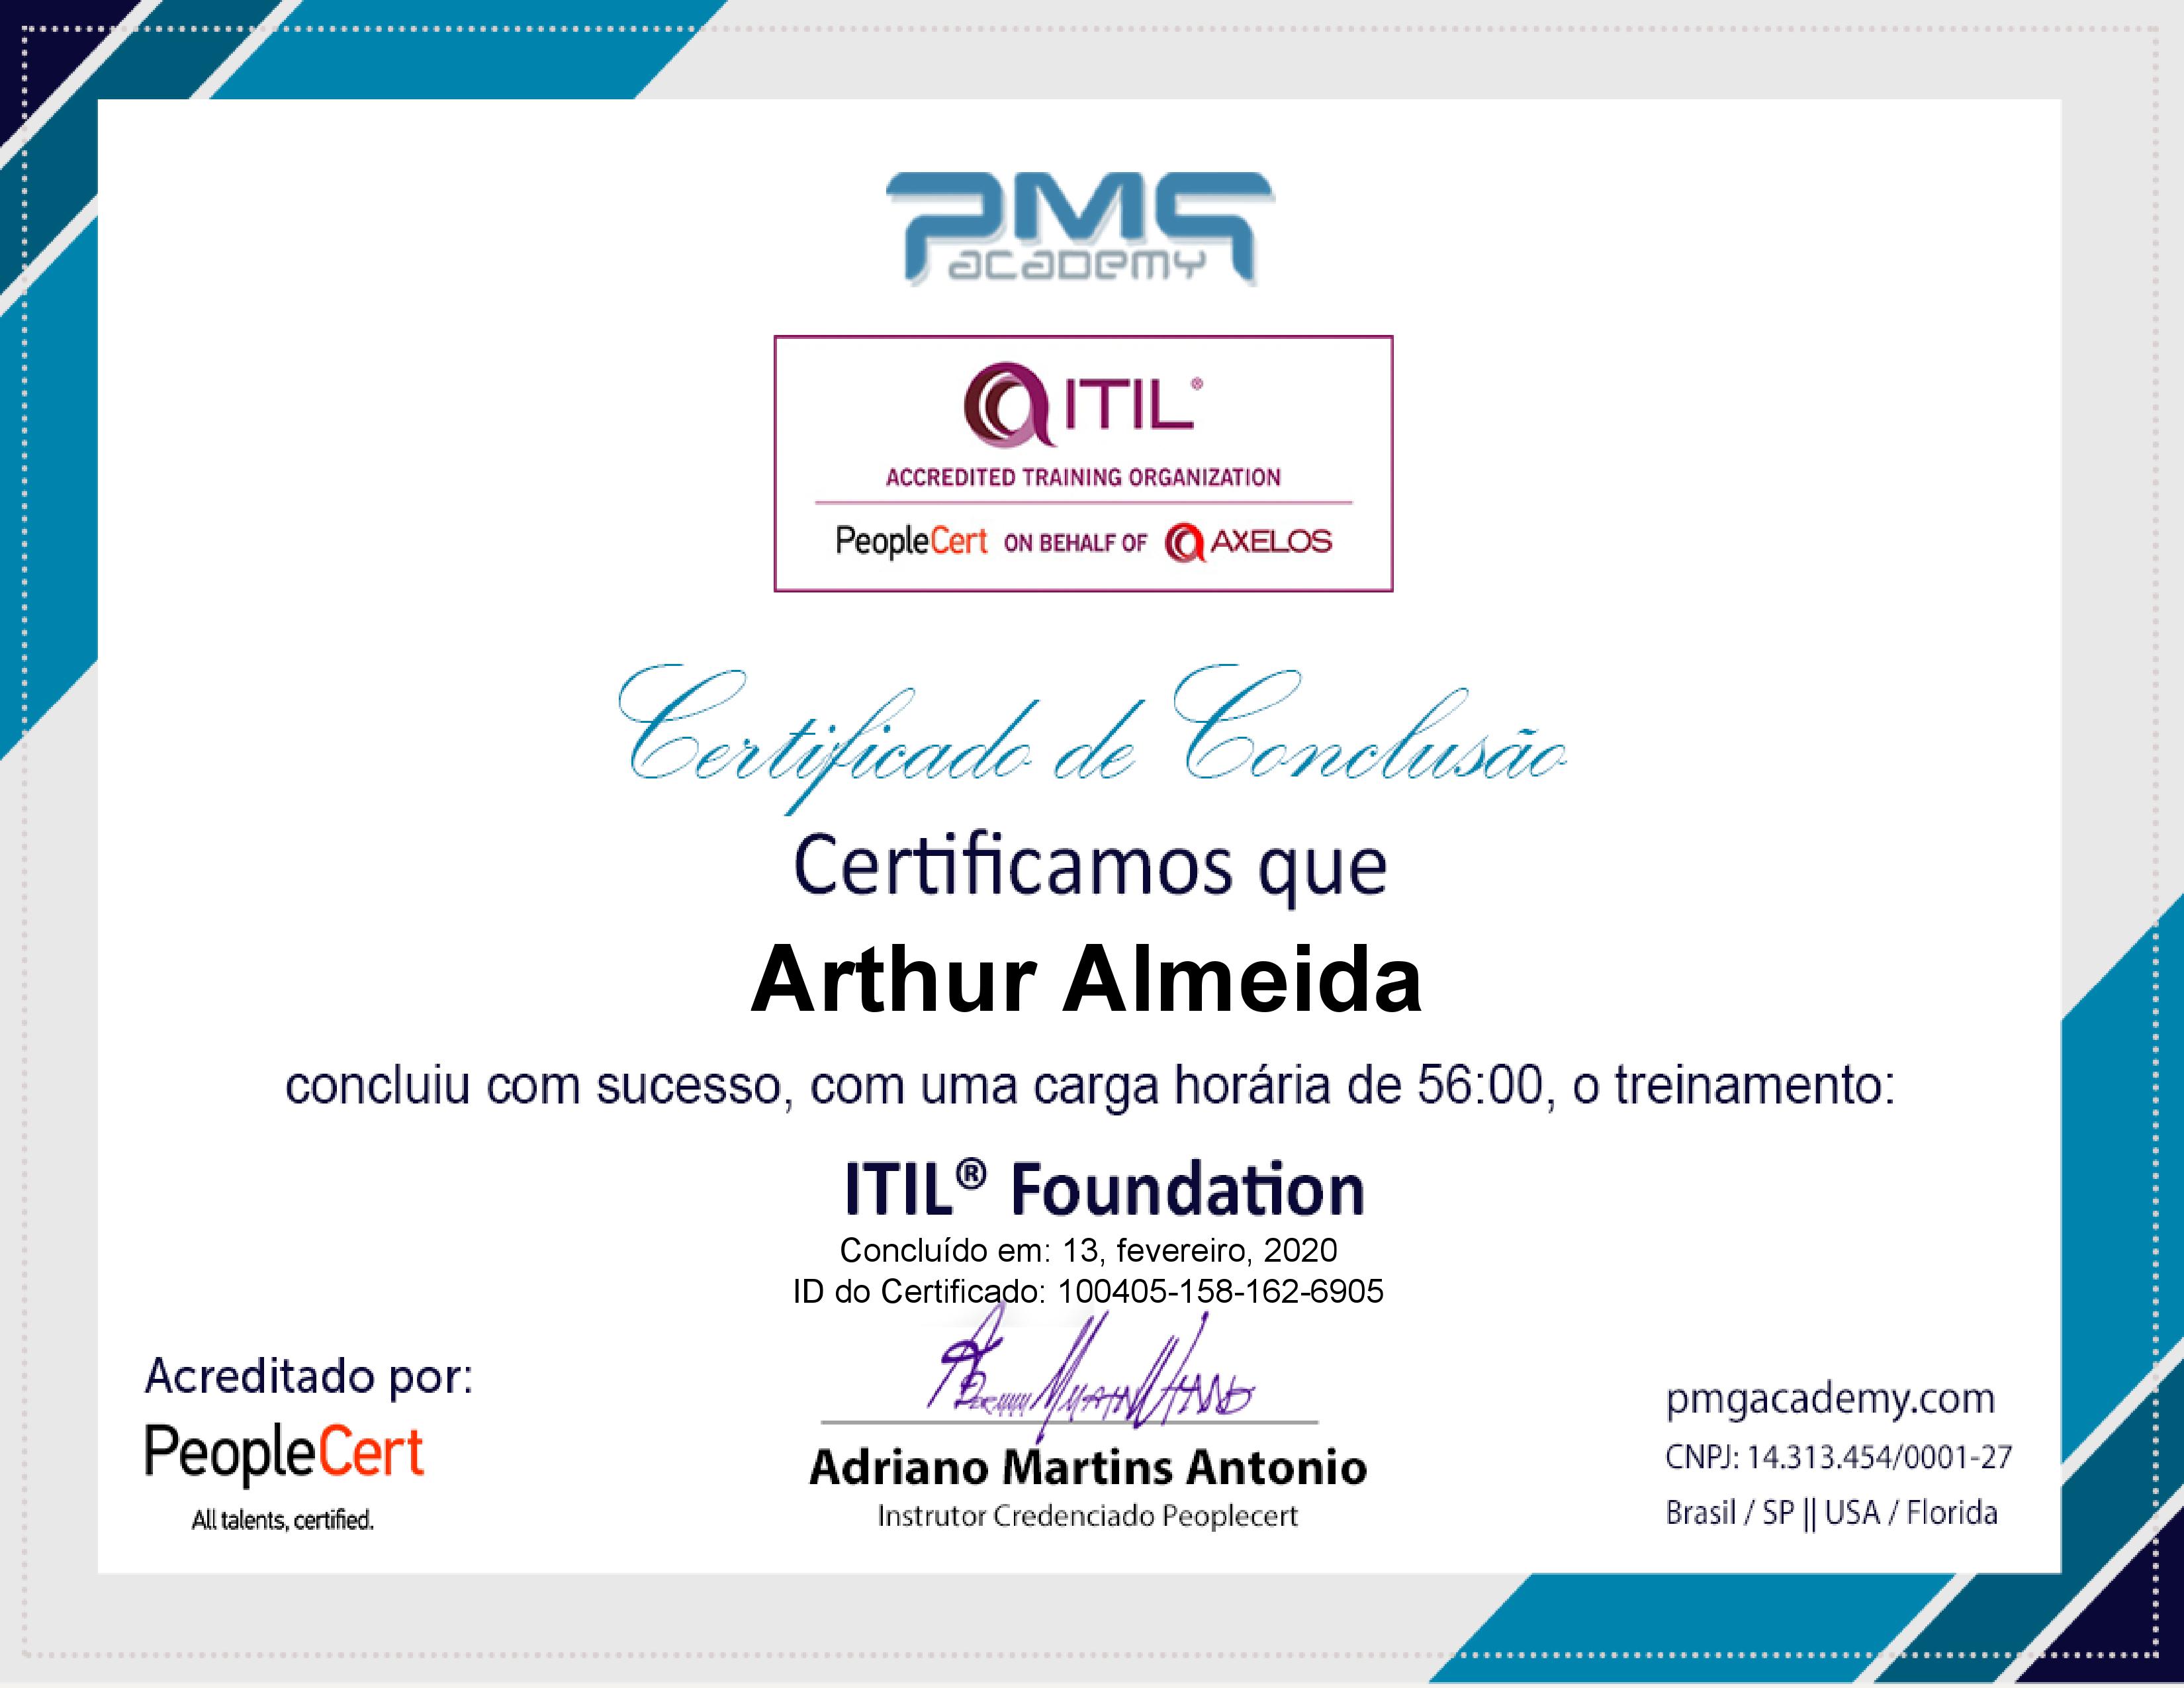 PMG
academy
ITIL®
ACCREDITED TRAINING ORGANIZATION
PeopleCert ON BEHALF OF AXELOS
Certificado de Conclusão
Certificamos que
Arthur Almeida
concluiu com sucesso, com uma carga horária de 56:00, o treinamento:
ITIL® Foundation
Concluído em: 13, fevereiro, 2020
ID do Certificado: 100405-158-162-6905
Acreditado por:
PeopleCert
All talents, certified.
Adriano Martins Antonio
Instrutor Credenciado Peoplecert
pmgacademy.com
CNPJ: 14.313.454/0001-27
Brasil / SP || USA / Florida